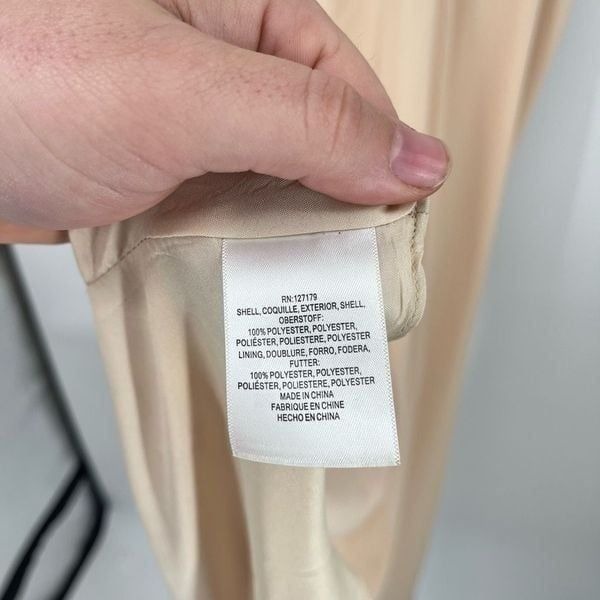 RN:127179
SHELL, COQUILLE, EXTERIOR, SHELL,
OBERSTOFF:
100% POLYESTER, POLYESTER,
POLIÉSTER, POLIESTERE, POLYESTER
LINING, DOUBLURE, FORRO, FODERA,
FUTTER:
100% POLYESTER, POLYESTER,
POLIÉSTER, POLIESTERE, POLYESTER
MADE IN CHINA
FABRIQUE EN CHINE
HECHO EN CHINA